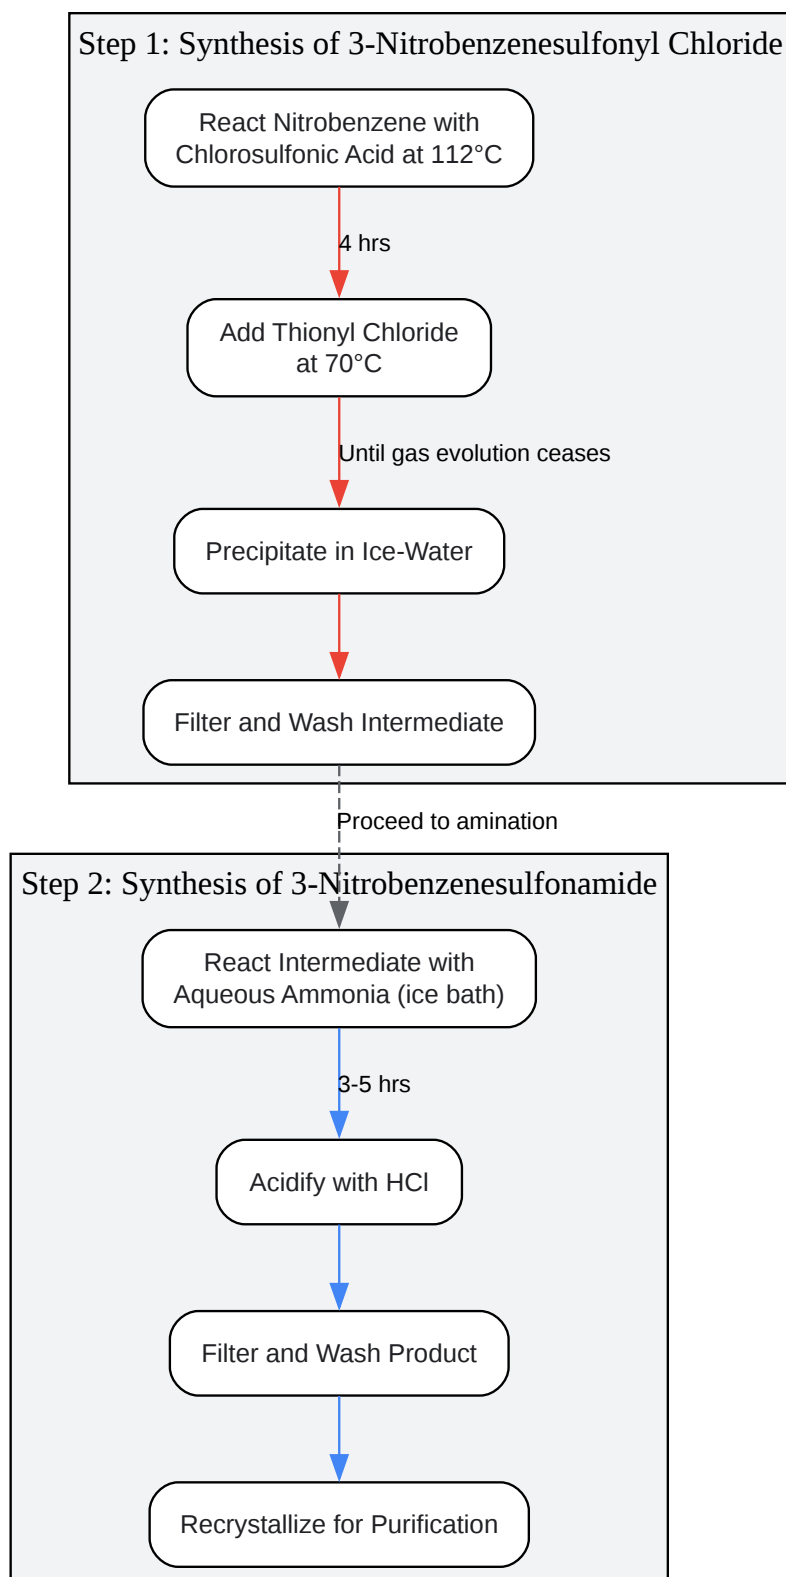 Step 1: Synthesis of 3-Nitrobenzenesulfonyl Chloride
React Nitrobenzene with
Chlorosulfonic Acid at 112°C
4 hrs
Add Thionyl Chloride
at 70°C
Until gas evolution ceases
Precipitate in Ice-Water
Filter and Wash Intermediate
Proceed to amination
Step 2: Synthesis of 3-Nitrobenzenesulfonamide
React Intermediate with
Aqueous Ammonia (ice bath)
3-5 hrs
Acidify with HCl
Filter and Wash Product
Recrystallize for Purification